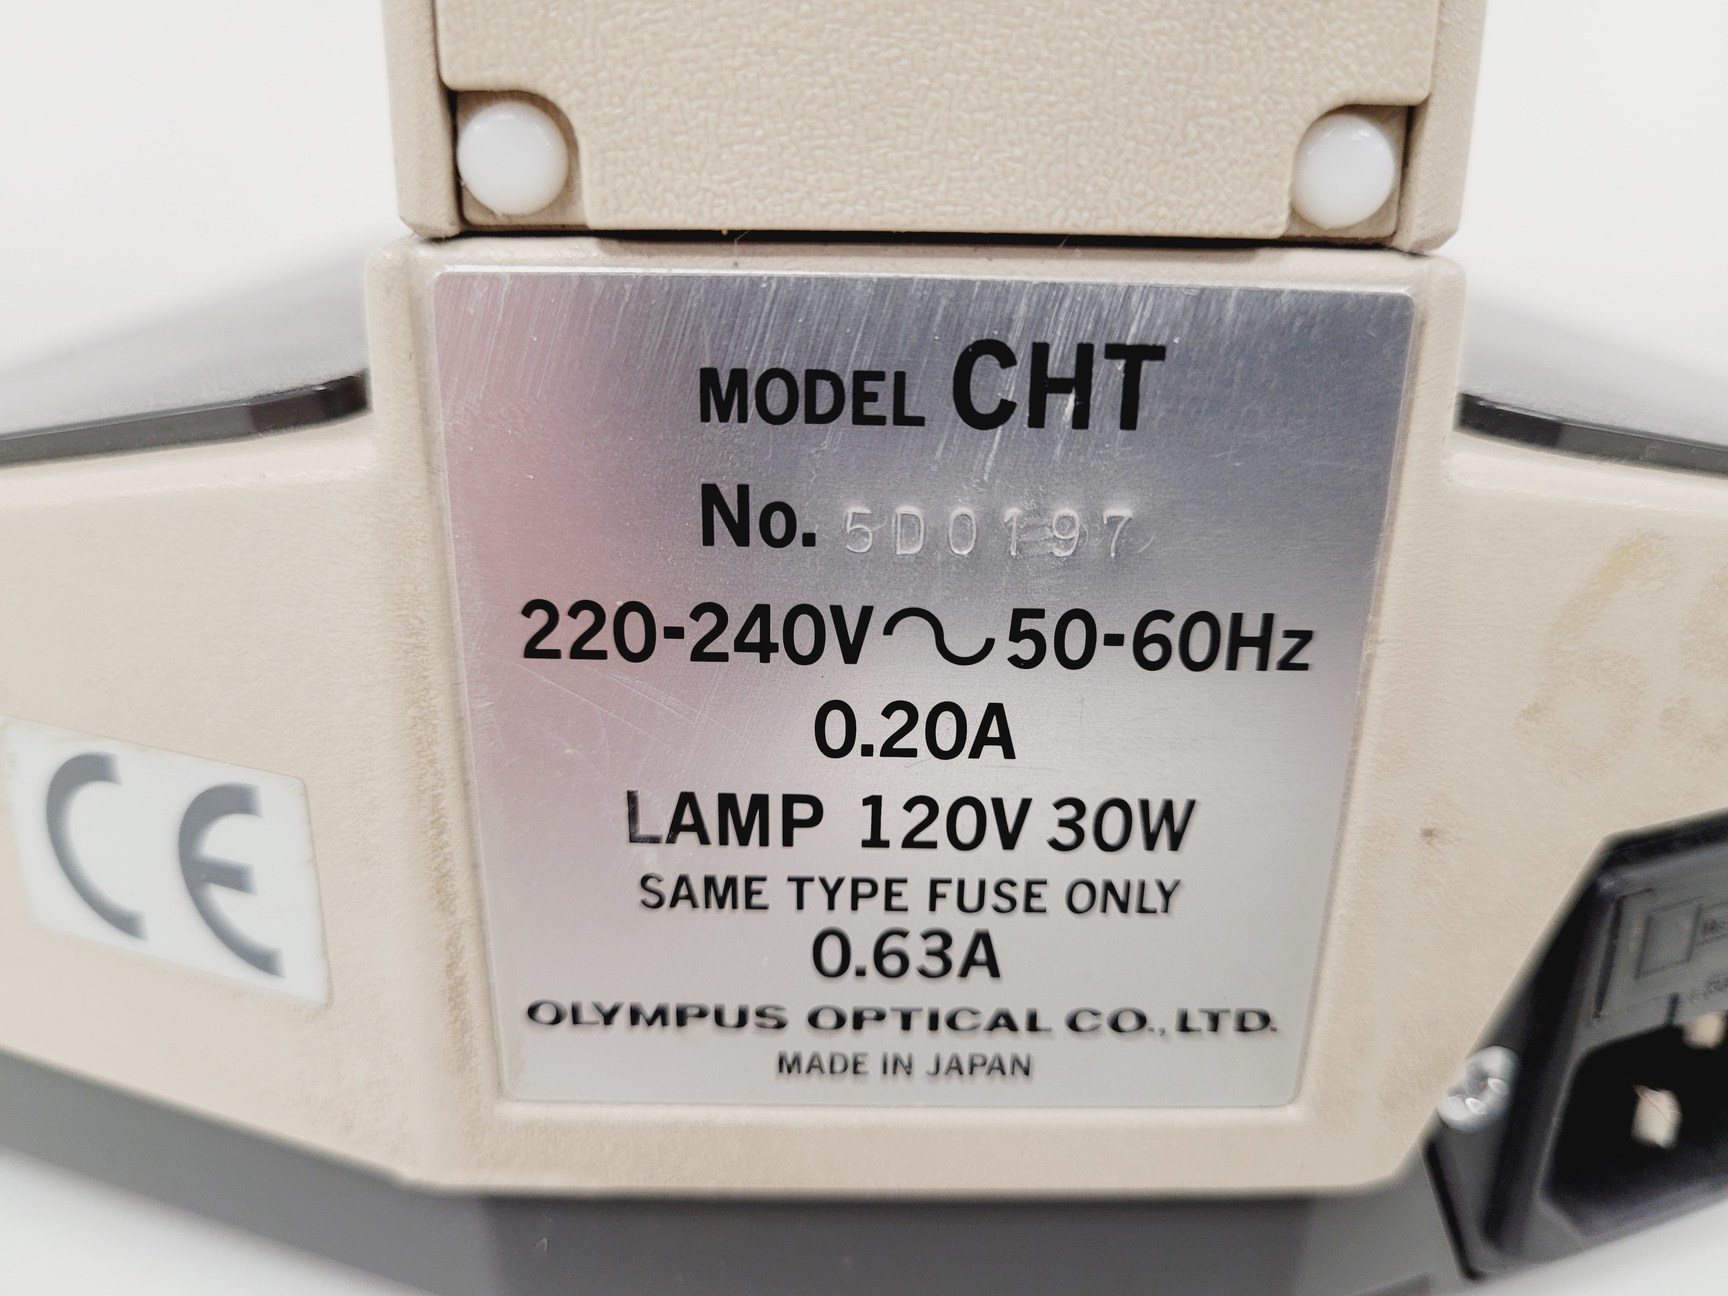 MODEL CHT
No. 5D0197
220-240V～50-60Hz
0.20A
LAMP 120V 30W
SAME TYPE FUSE ONLY
0.63A
OLYMPUS OPTICAL CO., LTD.
MADE IN JAPAN
CE